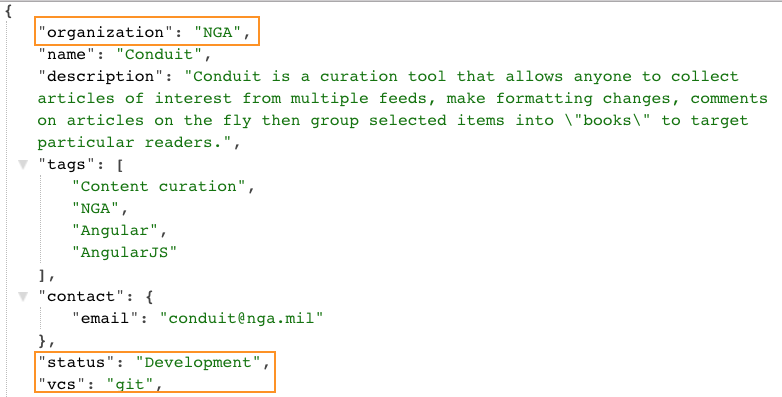 {
"organization": "NGA",
"name": "Conduit",
"description": "Conduit is a curation tool that allows anyone to collect
articles of interest from multiple feeds, make formatting changes, comments
on articles on the fly then group selected items into \"books\" to target
particular readers.",
"tags": [
"Content curation",
"NGA",
"Angular",
"AngularJS"
],
"contact": {
"email": "conduit@nga.mil"
},
"status": "Development",
"vcs": "git",